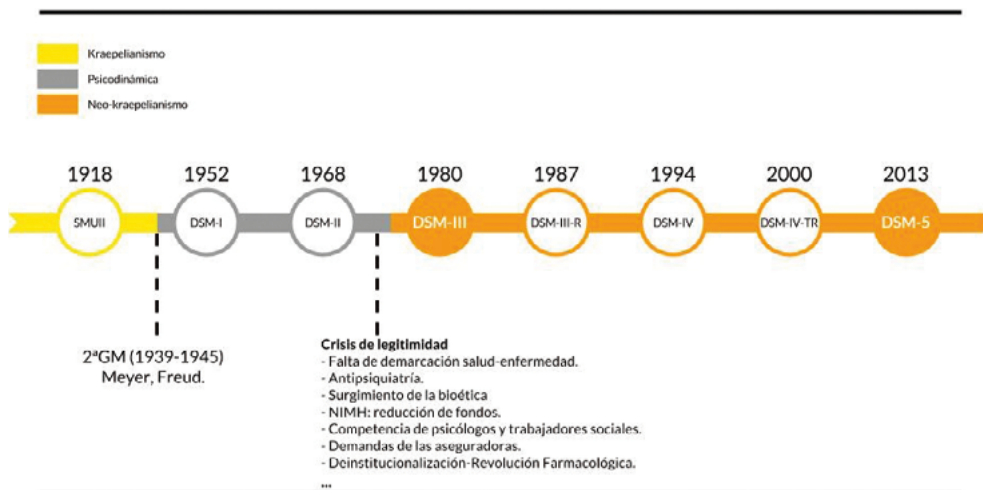 Kraepelianismo
Psicodinámica
Neo-kraepelianismo
1918
1952
1968
1980
1987
1994
2000
2013
SMUII
DSM-I
DSM-II
DSM-III
DSM-III-R
DSM-IV
DSM-IV-TR
DSM-5
2ªGM (1939-1945)
Meyer, Freud.
Crisis de legitimidad
- Falta de demarcación salud-enfermedad.
- Antipsiquiatría.
- Surgimiento de la bioética
- NIMH: reducción de fondos.
- Competencia de psicólogos y trabajadores sociales.
- Demandas de las aseguradoras.
- Deinstitucionalización-Revolución Farmacológica.
...